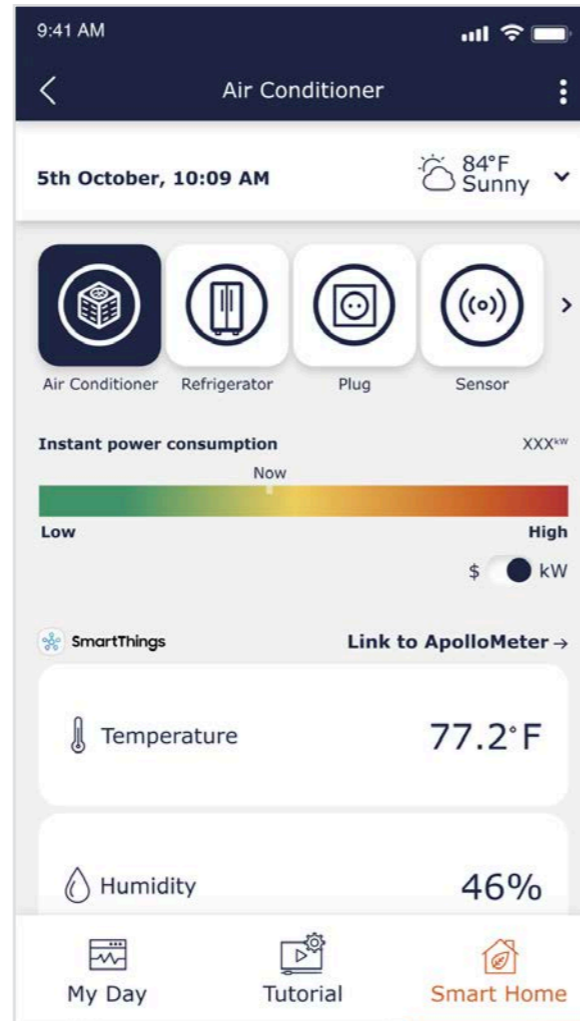 9:41 AM
Air Conditioner
5th October, 10:09 AM
84°F
Sunny
Air Conditioner
Refrigerator
Plug
Sensor
Instant power consumption
XXXkW
Now
Low
High
$
kW
SmartThings
Link to ApolloMeter→
Temperature
77.2°F
Humidity
46%
My Day
Tutorial
Smart Home